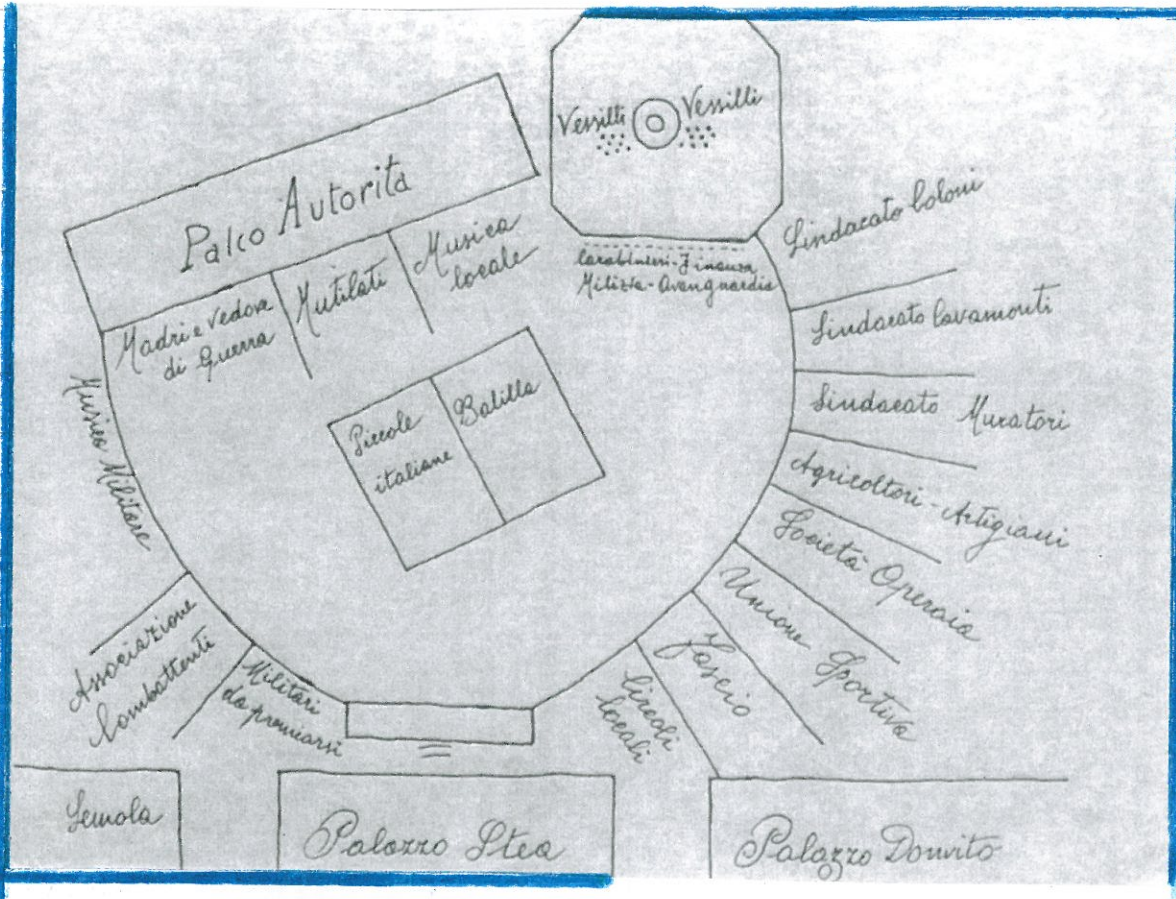 Vessilli Vessilli
Palco Autorità
Carabinieri-Finanza
Milizia-Avanguardia
Madri e Vedove
di Guerra
Mutilati
Musica
locale
Sindacato Coloni
Sindacato Cavamonti
Sindacato Muratori
Agricoltori-Artigiani
Società Operaia
Unione Sportiva
Fascio
Circoli
locali
Piccole
italiane
Balilla
Musica Militare
Associazione
Combattenti
Militari
da premiarsi
Semola
Palazzo Stea
Palazzo Donvito